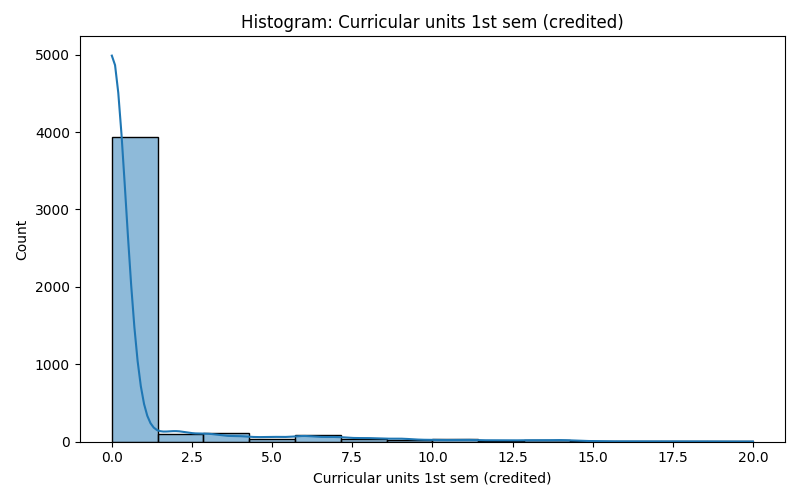 Histogram: Curricular units 1st sem (credited)
5000
4000
3000
2000
1000
0
Count
0.0 2.5 5.0 7.5 10.0 12.5 15.0 17.5 20.0
Curricular units 1st sem (credited)